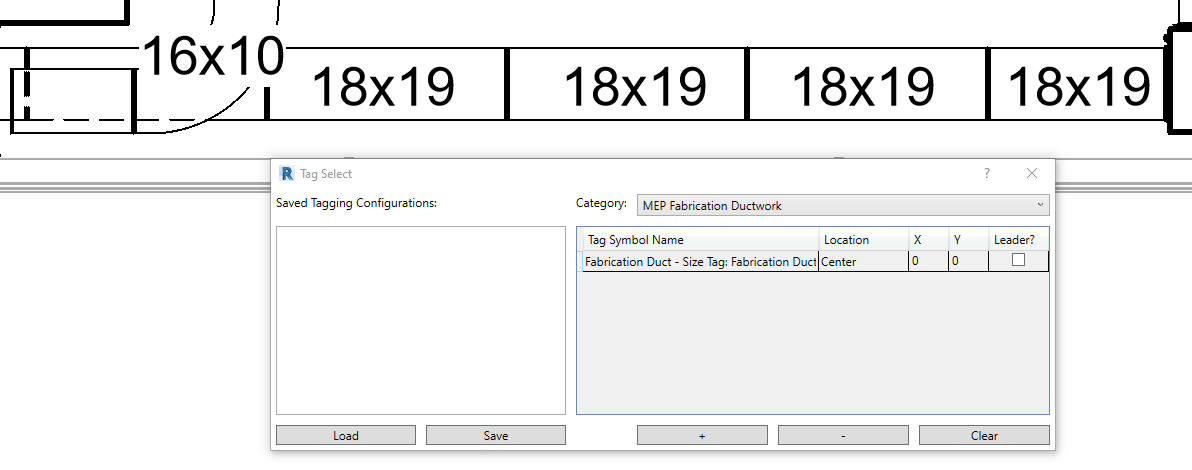 16x10
18x19 18x19 18x19 18x19
R Tag Select ?
Saved Tagging Configurations:
Category: MEP Fabrication Ductwork
Tag Symbol Name Location X Y Leader?
Fabrication Duct - Size Tag: Fabrication Duct Center 0 0
Load Save + - Clear